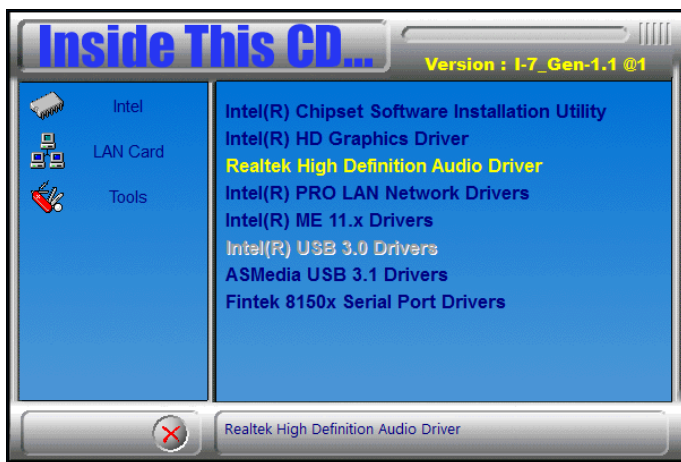 Inside This CD...
Version : I-7_Gen-1.1 @1
Intel
LAN Card
Tools
Intel(R) Chipset Software Installation Utility
Intel(R) HD Graphics Driver
Realtek High Definition Audio Driver
Intel(R) PRO LAN Network Drivers
Intel(R) ME 11.x Drivers
Intel(R) USB 3.0 Drivers
ASMedia USB 3.1 Drivers
Fintek 8150x Serial Port Drivers
Realtek High Definition Audio Driver